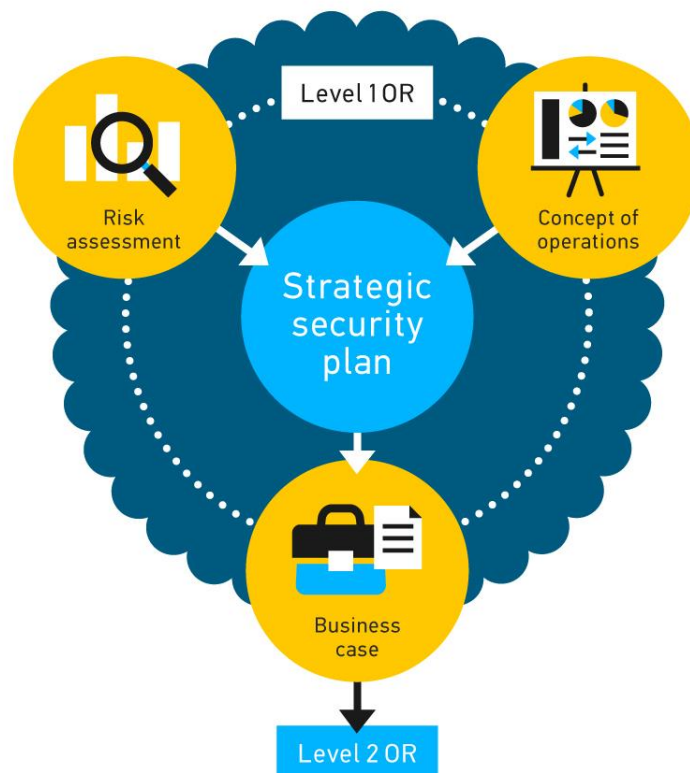 Level 1 OR
Risk
assessment
Concept of
operations
Strategic
security
plan
Business
case
Level 2 OR